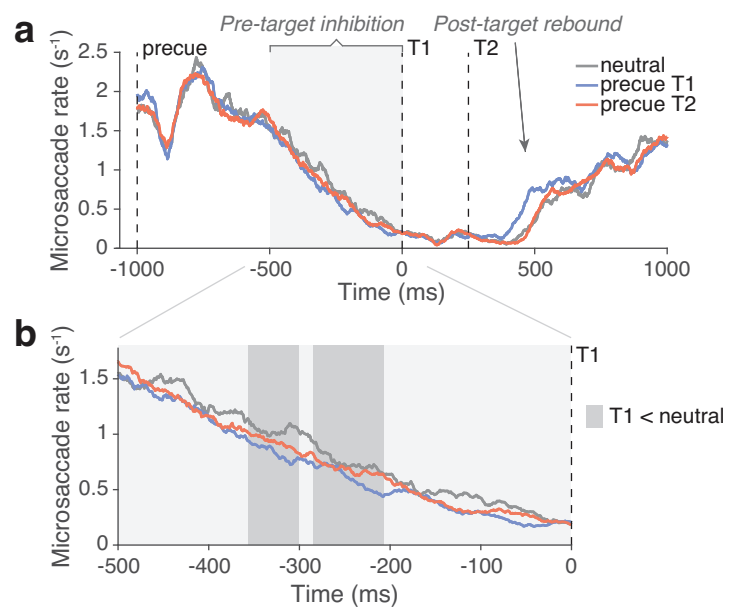 a
Pre-target inhibition
Post-target rebound
precue
T1
T2
neutral
precue T1
precue T2
Microsaccade rate (s-1)
2.5
2
1.5
1
0.5
0
-1000
-500
0
500
1000
Time (ms)
b
T1
T1 < neutral
Microsaccade rate (s-1)
1.5
1
0.5
0
-500
-400
-300
-200
-100
0
Time (ms)